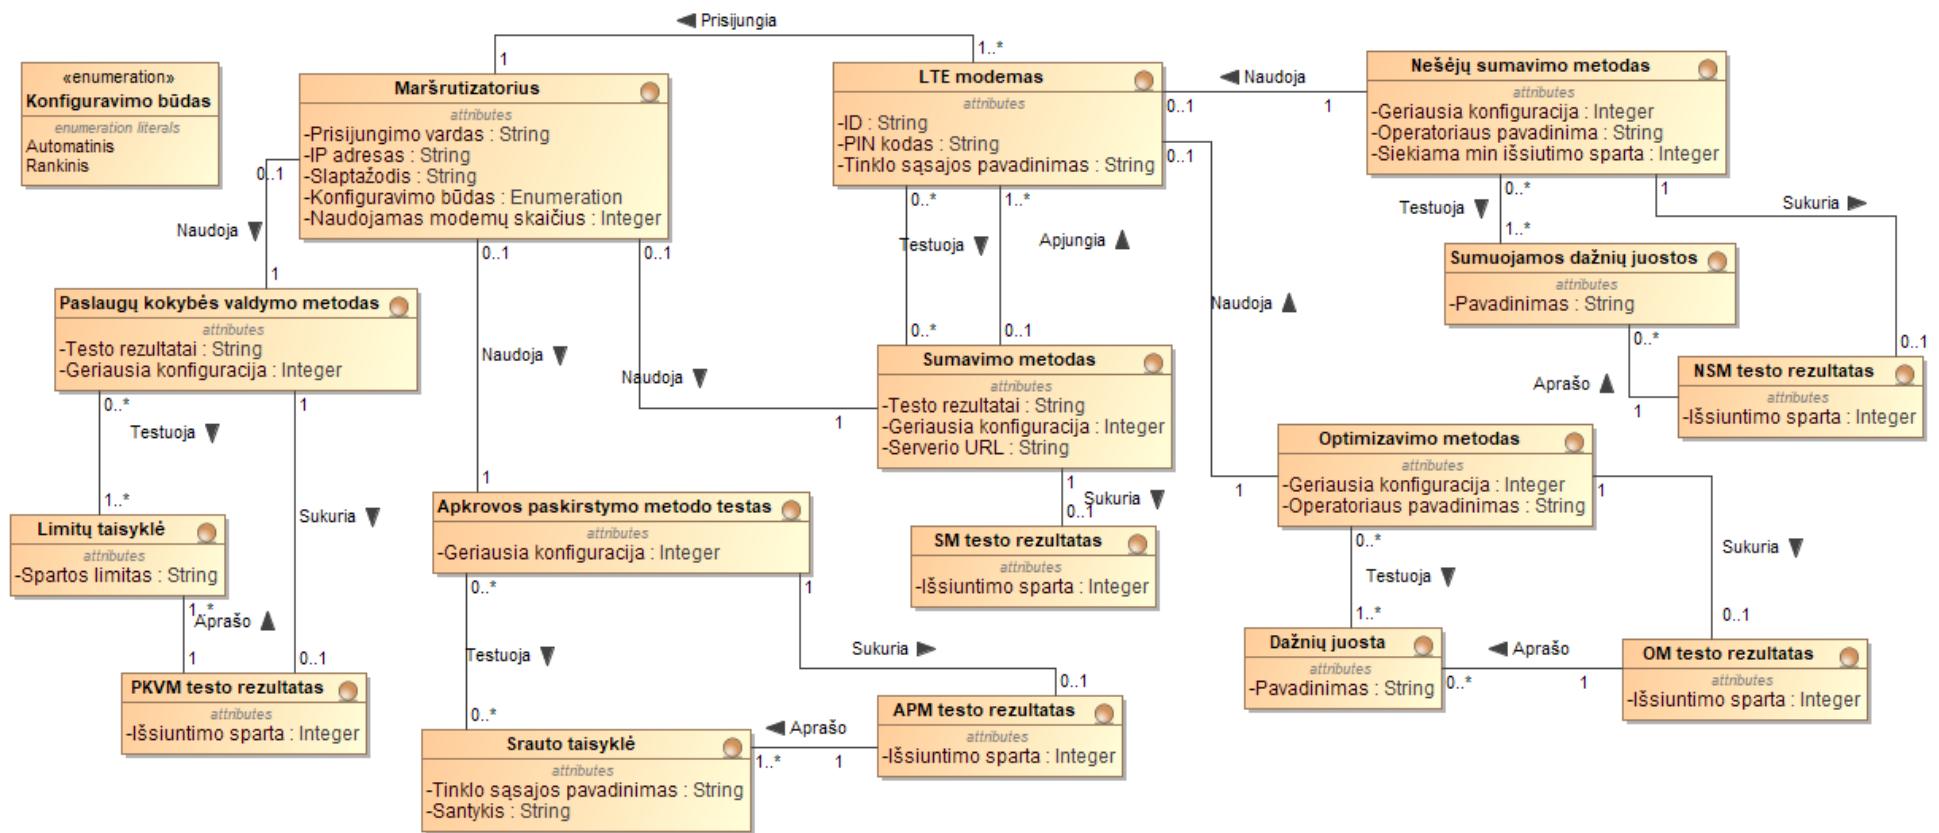 Prisijungia
1
1..*
«enumeration»
Konfiguravimo būdas
enumeration literals
Automatinis
Rankinis
Maršrutizatorius
attributes
-Prisijungimo vardas : String
-IP adresas : String
-Slaptažodis : String
-Konfiguravimo būdas : Enumeration
-Naudojamas modemų skaičius : Integer
LTE modemas
attributes
-ID : String
-PIN kodas : String
-Tinklo sąsajos pavadinimas : String
Naudoja
0..1
1
0..1
Nešėjų sumavimo metodas
attributes
-Geriausia konfiguracija : Integer
-Operatoriaus pavadinima : String
-Siekiama min išsiutimo sparta : Integer
0..1
Naudoja
1
0..1
0..1
0..*
1..*
Testuoja
Apjungia
0..*
0..1
0..*
Testuoja
1..*
1
Sukuria
0..1
Sumuojamos dažnių juostos
attributes
-Pavadinimas : String
0..*
Paslaugų kokybės valdymo metodas
attributes
-Testo rezultatai : String
-Geriausia konfiguracija : Integer
Naudoja
1
Naudoja
1
Naudoja
1
Sumavimo metodas
attributes
-Testo rezultatai : String
-Geriausia konfiguracija : Integer
-Serverio URL : String
NSM testo rezultatas
attributes
-Išsiuntimo sparta : Integer
Aprašo
1
0..*
Testuoja
1..*
1
Sukuria
0..1
Optimizavimo metodas
attributes
-Geriausia konfiguracija : Integer
-Operatoriaus pavadinimas : String
1
Sukuria
0..1
Limitų taisyklė
attributes
-Spartos limitas : String
1..*
Aprašo
1
Apkrovos paskirstymo metodo testas
attributes
-Geriausia konfiguracija : Integer
1
Sukuria
0..1
SM testo rezultatas
attributes
-Išsiuntimo sparta : Integer
0..*
Testuoja
1..*
0..*
Testuoja
0..*
1
Sukuria
0..1
PKVM testo rezultatas
attributes
-Išsiuntimo sparta : Integer
Dažnių juosta
attributes
-Pavadinimas : String
Aprašo
0..*
1
OM testo rezultatas
attributes
-Išsiuntimo sparta : Integer
Srauto taisyklė
attributes
-Tinklo sąsajos pavadinimas : String
-Santykis : String
Aprašo
1..*
1
APM testo rezultatas
attributes
-Išsiuntimo sparta : Integer